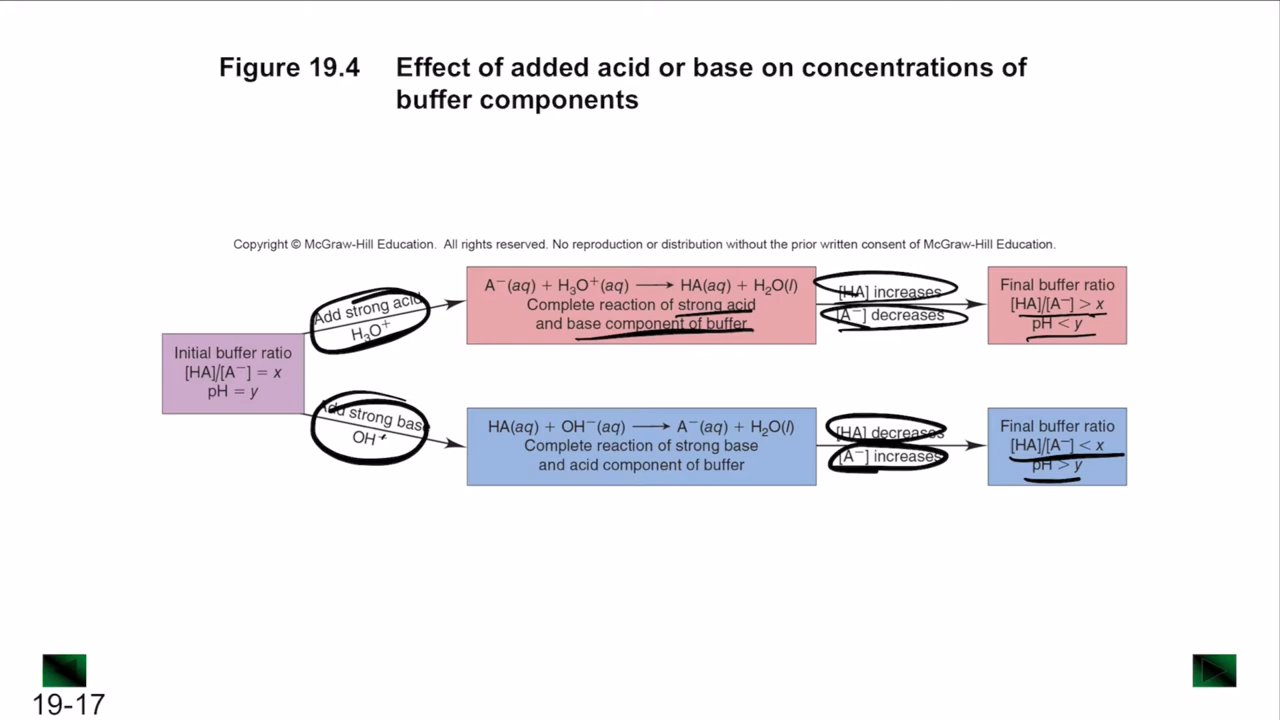 Figure 19.4 Effect of added acid or base on concentrations of
buffer components
Copyright © McGraw-Hill Education. All rights reserved. No reproduction or distribution without the prior written consent of McGraw-Hill Education.
Initial buffer ratio
[HA]/[A⁻] = x
pH = y
Add strong acid
H₃O⁺
A⁻(aq) + H₃O⁺(aq) ⟶ HA(aq) + H₂O(l)
Complete reaction of strong acid
and base component of buffer
[HA] increases
[A⁻] decreases
Final buffer ratio
[HA]/[A⁻] > x
pH < y
Add strong base
OH⁻
HA(aq) + OH⁻(aq) ⟶ A⁻(aq) + H₂O(l)
Complete reaction of strong base
and acid component of buffer
[HA] decreases
[A⁻] increases
Final buffer ratio
[HA]/[A⁻] < x
pH > y
19-17